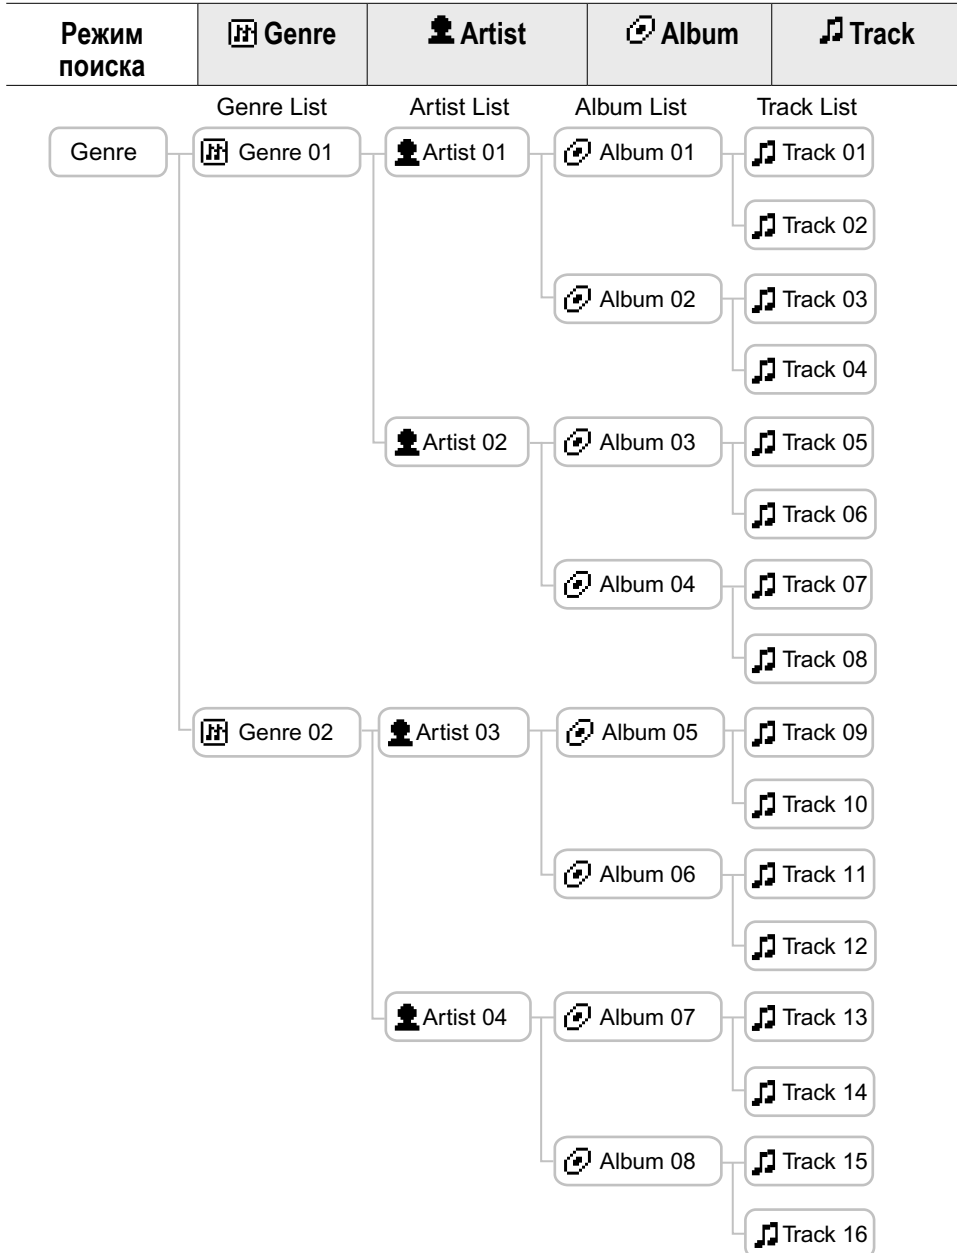 Режим поиска Genre Artist Album Track
Genre List Artist List Album List Track List
Genre Genre 01 Artist 01 Album 01 Track 01
Track 02
Album 02 Track 03
Track 04
Artist 02 Album 03 Track 05
Track 06
Album 04 Track 07
Track 08
Genre 02 Artist 03 Album 05 Track 09
Track 10
Album 06 Track 11
Track 12
Artist 04 Album 07 Track 13
Track 14
Album 08 Track 15
Track 16